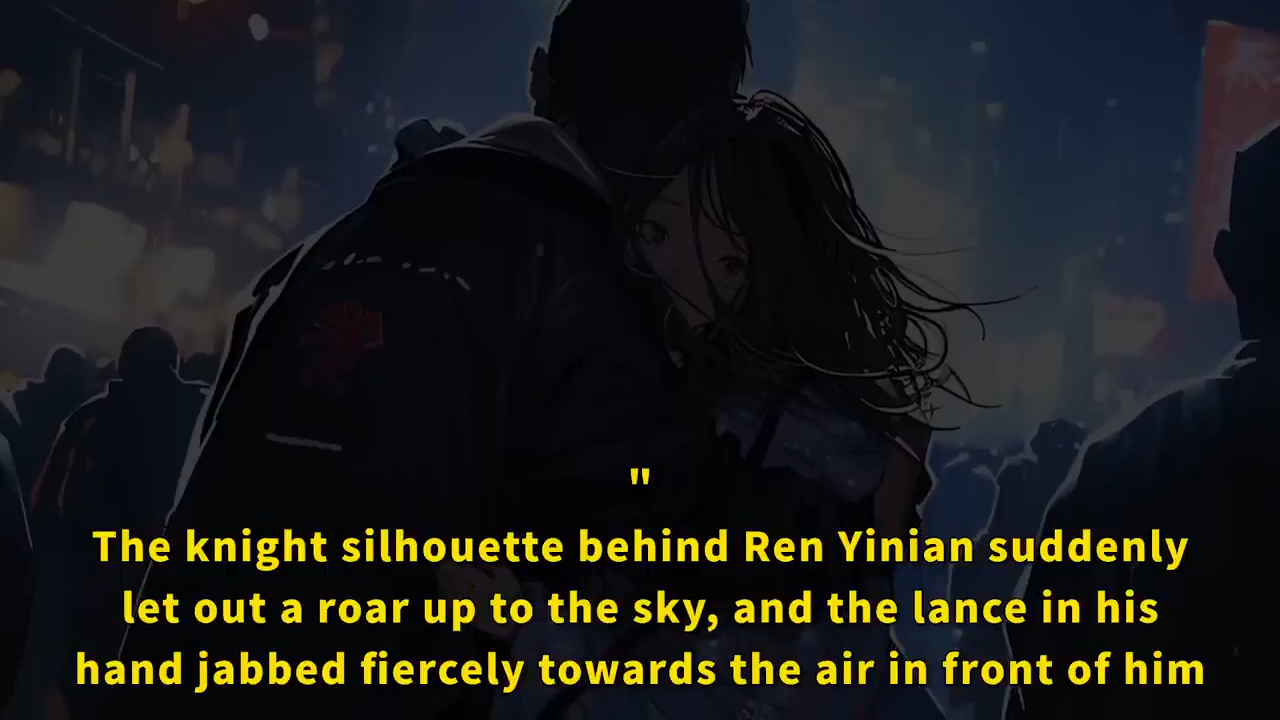 "
The knight silhouette behind Ren Yinian suddenly
let out a roar up to the sky, and the lance in his
hand jabbed fiercely towards the air in front of him